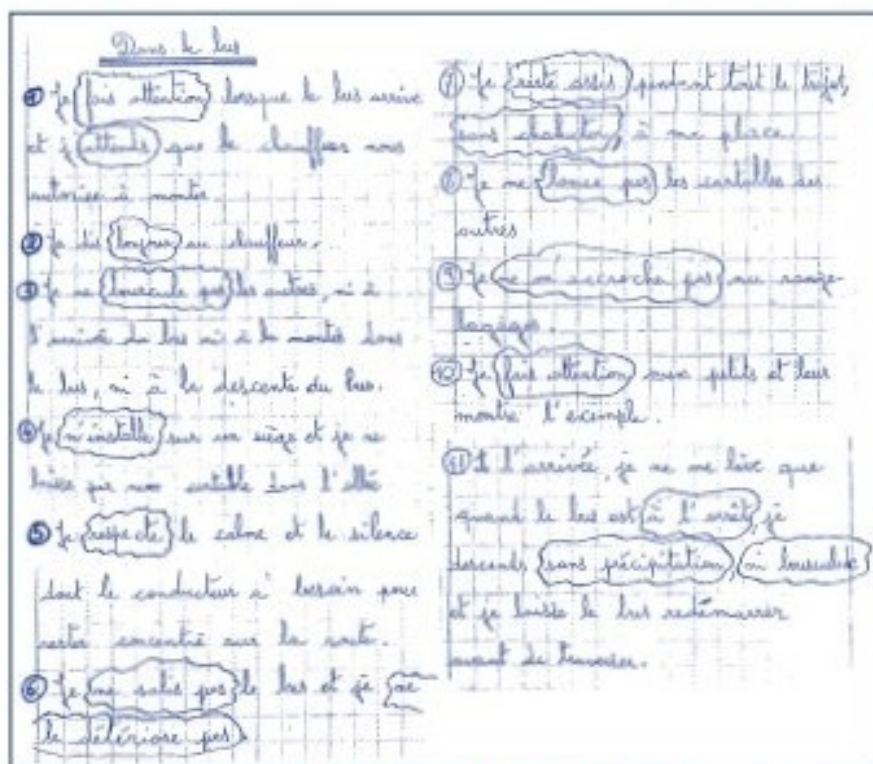 Dans le bus
① Je fais attention lorsque le bus arrive
et j'attends que le chauffeur nous
autorise à monter.
② Je dis bonjour au chauffeur.
③ Je ne bouscule pas les autres, ni à
l'arrivée du bus ni à la montée dans
le bus, ni à la descente du bus.
④ Je m'installe sur un siège et je ne
laisse pas mon cartable dans l'allée
⑤ Je respecte le calme et le silence
dont le conducteur a besoin pour
rester concentré sur la route.
⑥ Je ne salis pas le bus et je ne
le détériore pas
⑦ Je reste assis pendant tout le trajet,
sans chahuter, à ma place
⑧ Je ne lance pas les cartables des
autres
⑨ Je ne m'accroche pas au range
bagages.
⑩ Je fais attention aux petits et leur
montre l'exemple.
⑪ A l'arrivée, je ne me lève que
quand le bus est à l'arrêt, je
descends sans précipitation, ni bousculade
et je laisse le bus redémarrer
avant de traverser.